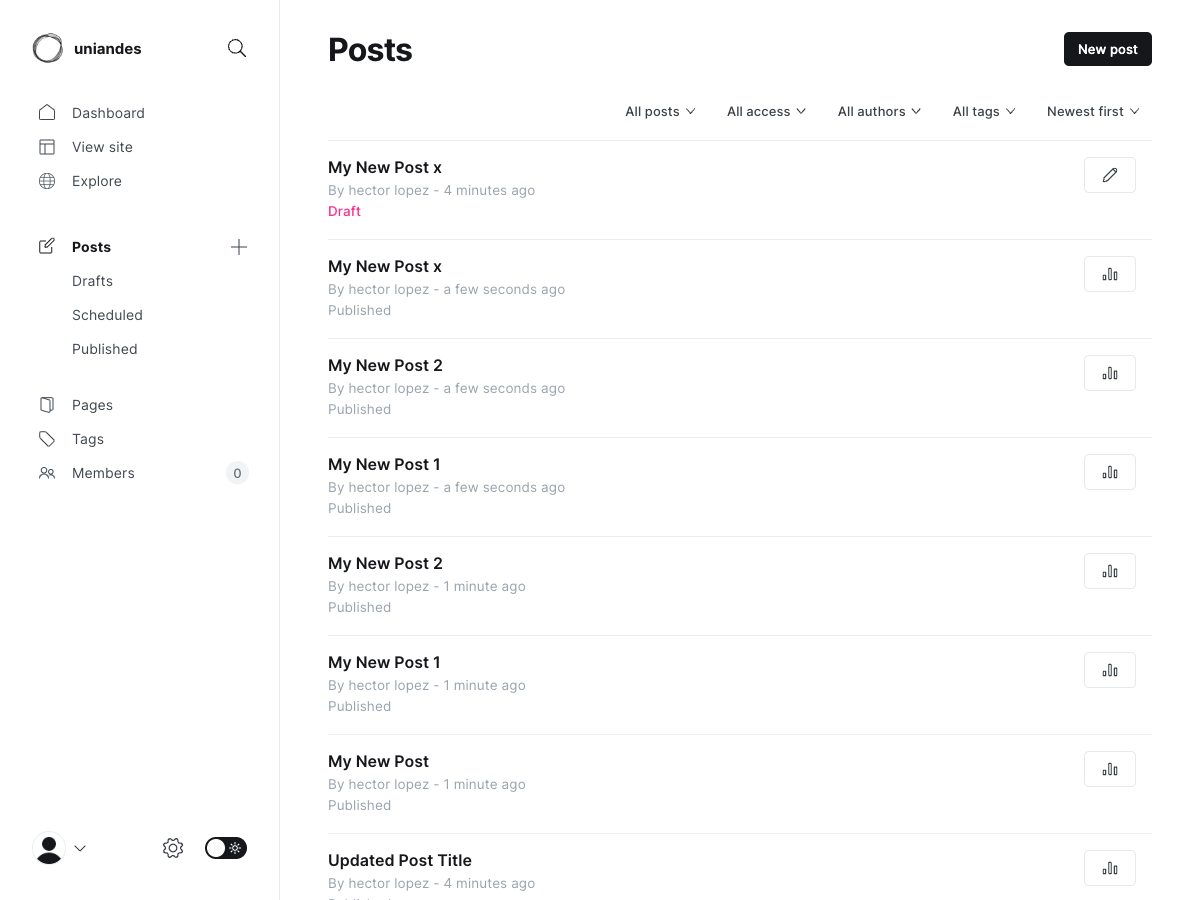 uniandes
Dashboard
View site
Explore
Posts
Drafts
Scheduled
Published
Pages
Tags
Members 0
Posts
New post
All posts All access All authors All tags Newest first
My New Post x
By hector lopez - 4 minutes ago
Draft
My New Post x
By hector lopez - a few seconds ago
Published
My New Post 2
By hector lopez - a few seconds ago
Published
My New Post 1
By hector lopez - a few seconds ago
Published
My New Post 2
By hector lopez - 1 minute ago
Published
My New Post 1
By hector lopez - 1 minute ago
Published
My New Post
By hector lopez - 1 minute ago
Published
Updated Post Title
By hector lopez - 4 minutes ago